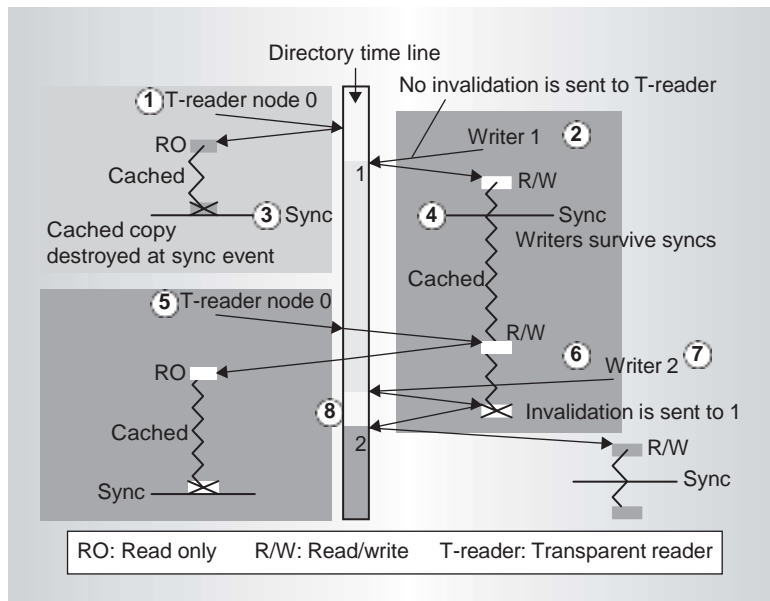 Directory time line
No invalidation is sent to T-reader
1 T-reader node 0
Writer 1 2
RO
1
R/W
Cached
3 Sync
4 Sync
Cached copy
destroyed at sync event
Writers survive syncs
Cached
5 T-reader node 0
R/W
6 Writer 2 7
RO
8
Invalidation is sent to 1
Cached
2
R/W
Sync
Sync
RO: Read only R/W: Read/write T-reader: Transparent reader